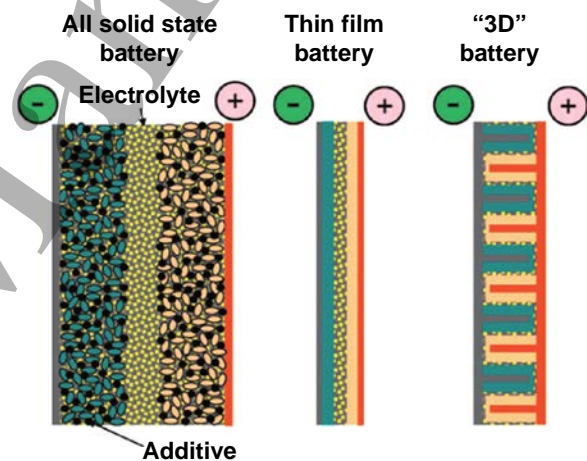 All solid state
battery
Thin film
battery
“3D”
battery
-
+
-
+
-
+
Electrolyte
Additive